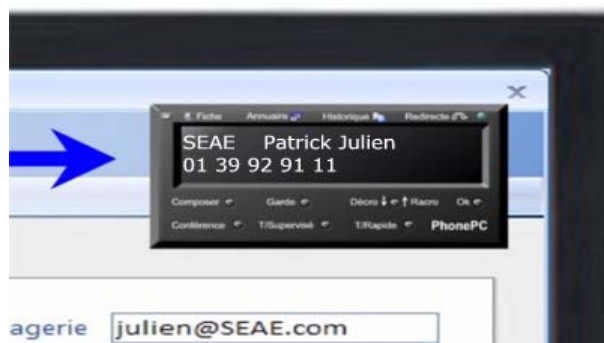 Fiche Annuaire Historique Redirecte
SEAE Patrick Julien
01 39 92 91 11
Composer Garde Décro Racro Ok
Conférence T/Supervisé T/Rapide PhonePC
agerie julien@SEAE.com